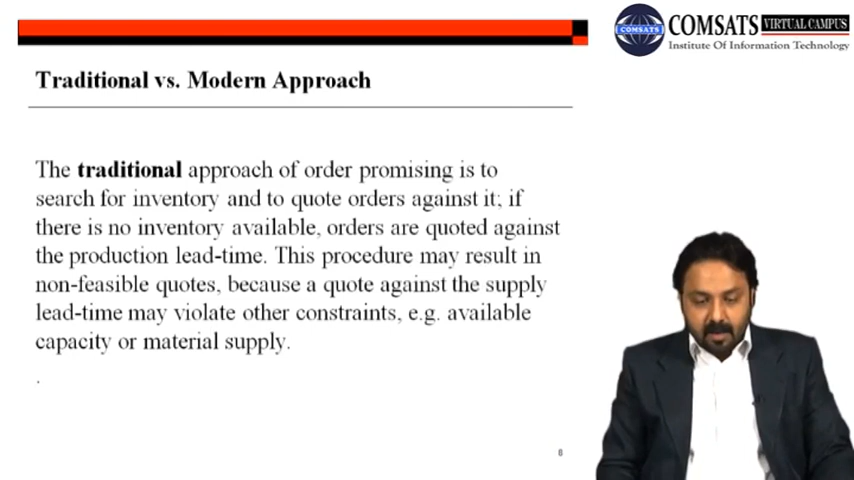 COMSATS
COMSATS
VIRTUAL CAMPUS
Institute Of Information Technology
Traditional vs. Modern Approach
The traditional approach of order promising is to
search for inventory and to quote orders against it; if
there is no inventory available, orders are quoted against
the production lead-time. This procedure may result in
non-feasible quotes, because a quote against the supply
lead-time may violate other constraints, e.g. available
capacity or material supply.
.
8